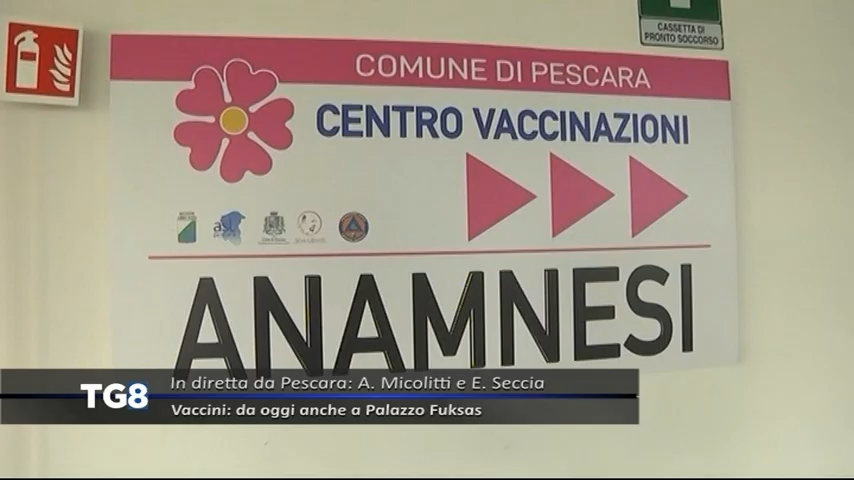 CASSETTA DI
PRONTO SOCCORSO
COMUNE DI PESCARA
CENTRO VACCINAZIONI
asl
ANAMNESI
TG8
In diretta da Pescara: A. Micolitti e E. Seccia
Vaccini: da oggi anche a Palazzo Fuksas